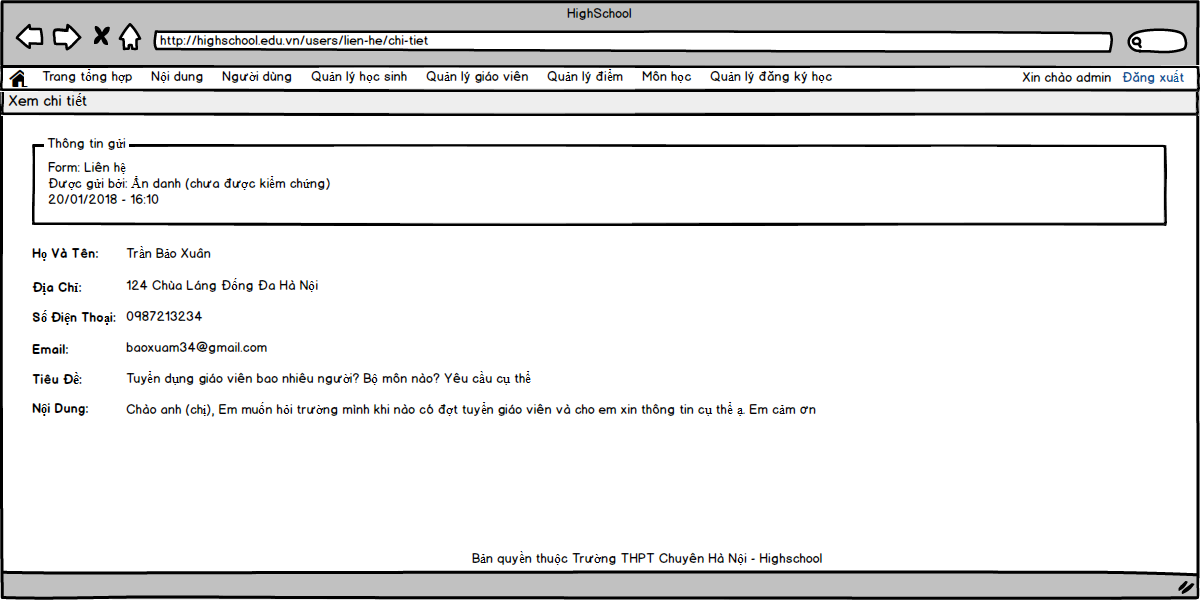 HighSchool
http://highschool.edu.vn/users/lien-he/chi-tiet
Trang tổng hợp Nội dung Người dùng Quản lý học sinh Quản lý giáo viên Quản lý điểm Môn học Quản lý đăng ký học Xin chào admin Đăng xuất
Xem chi tiết
Thông tin gửi
Form: Liên hệ
Được gửi bởi: Ẩn danh (chưa được kiểm chứng)
20/01/2018 - 16:10
Họ Và Tên: Trần Bảo Xuân
Địa Chỉ: 124 Chùa Láng Đống Đa Hà Nội
Số Điện Thoại: 0987213234
Email: baoxuam34@gmail.com
Tiêu Đề: Tuyển dụng giáo viên bao nhiêu người? Bộ môn nào? Yêu cầu cụ thể
Nội Dung: Chào anh (chị), Em muốn hỏi trường mình khi nào có đợt tuyển giáo viên và cho em xin thông tin cụ thể ạ. Em cảm ơn
Bản quyền thuộc Trường THPT Chuyên Hà Nội - Highschool